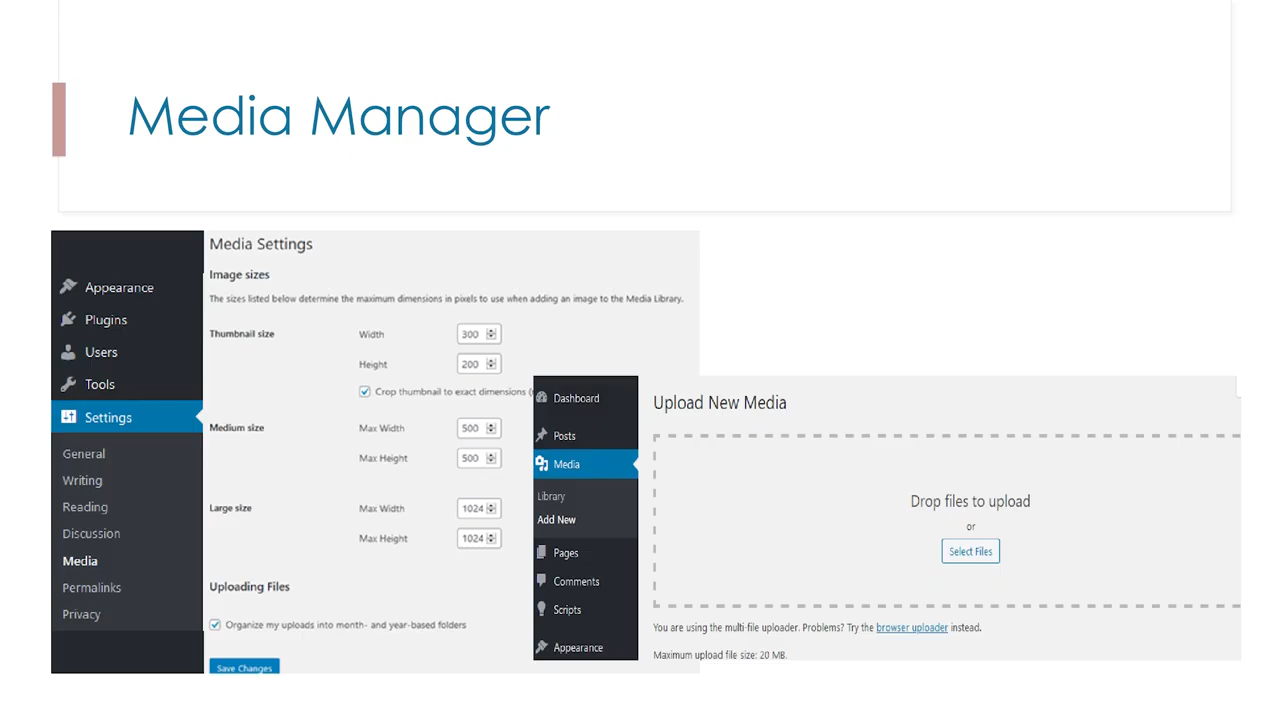 Media Manager
Appearance
Plugins
Users
Tools
Settings
General
Writing
Reading
Discussion
Media
Permalinks
Privacy
Media Settings
Image sizes
The sizes listed below determine the maximum dimensions in pixels to use when adding an image to the Media Library.
Thumbnail size Width 300
Height 200
Crop thumbnail to exact dimensions
Medium size Max Width 500
Max Height 500
Large size Max Width 1024
Max Height 1024
Uploading Files
Organize my uploads into month- and year-based folders
Save Changes
Dashboard
Posts
Media
Library
Add New
Pages
Comments
Scripts
Appearance
Upload New Media
Drop files to upload
or
Select Files
You are using the multi-file uploader. Problems? Try the browser uploader instead.
Maximum upload file size: 20 MB.